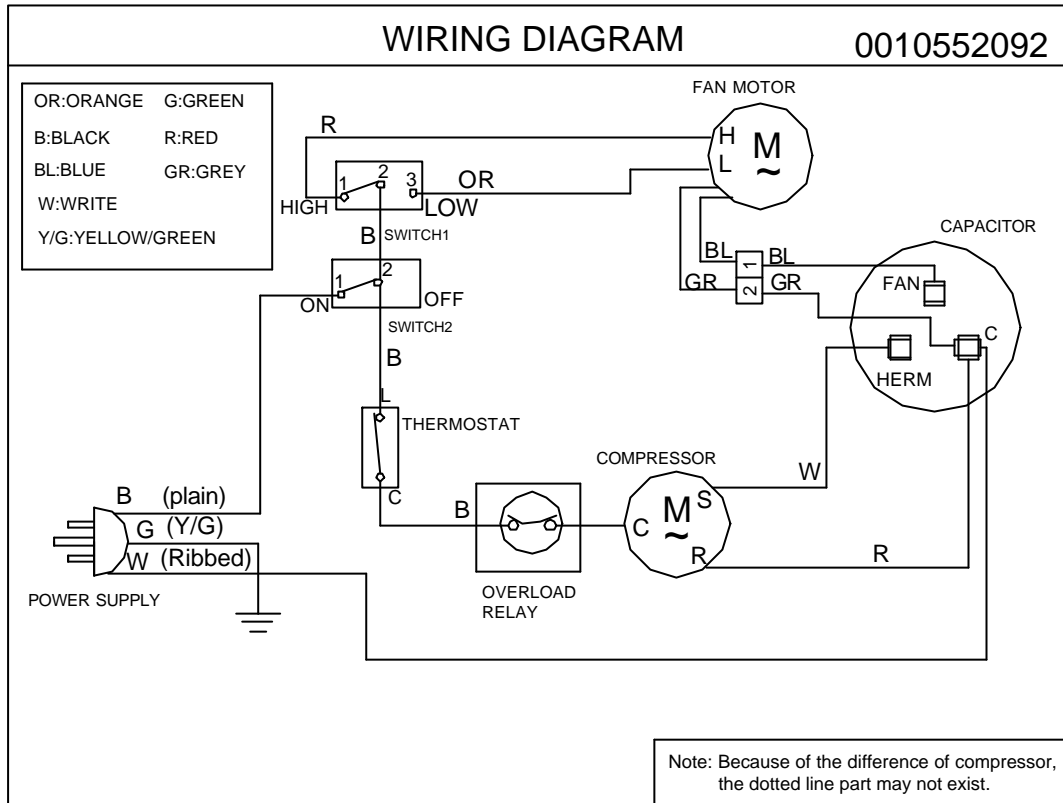 WIRING DIAGRAM
0010552092
OR:ORANGE G:GREEN
B:BLACK R:RED
BL:BLUE GR:GREY
W:WRITE
Y/G:YELLOW/GREEN
FAN MOTOR
H
L
M
~
R
1
2
3
OR
HIGH
LOW
B
SWITCH1
1
2
ON
OFF
SWITCH2
B
L
THERMOSTAT
C
BL
1
BL
GR
2
GR
CAPACITOR
FAN
C
HERM
COMPRESSOR
M
~
S
C
R
W
R
B
OVERLOAD
RELAY
B (plain)
G (Y/G)
W (Ribbed)
POWER SUPPLY
Note: Because of the difference of compressor,
the dotted line part may not exist.